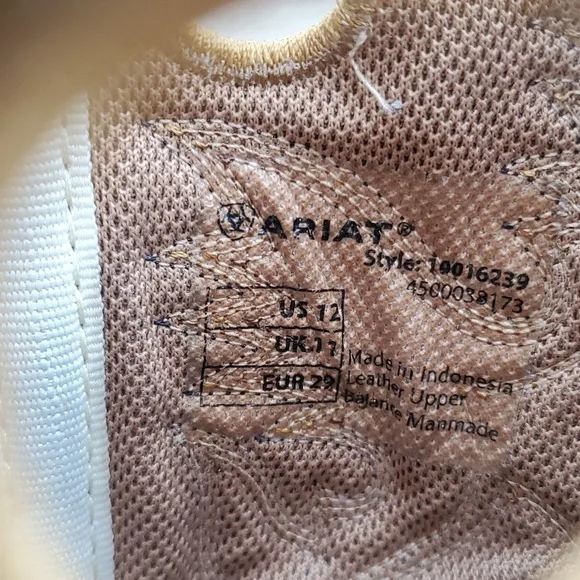 ARIAT®
Style: 10016239
4500038173
US 12
UK 11
EUR 29
Made in Indonesia
Leather Upper
Balance Manmade